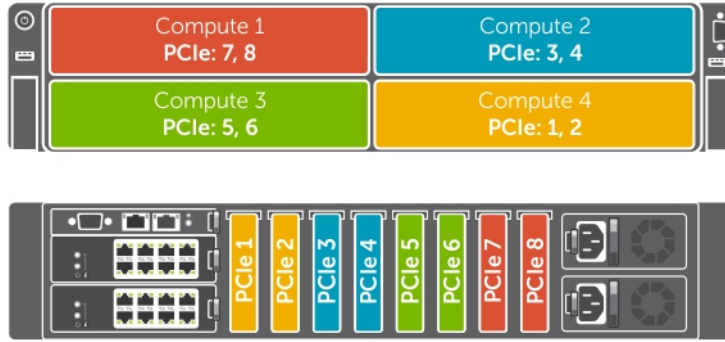 Compute 1
PCIe: 7, 8
Compute 2
PCIe: 3, 4
Compute 3
PCIe: 5, 6
Compute 4
PCIe: 1, 2
PCIe 1
PCIe 2
PCIe 3
PCIe 4
PCIe 5
PCIe 6
PCIe 7
PCIe 8